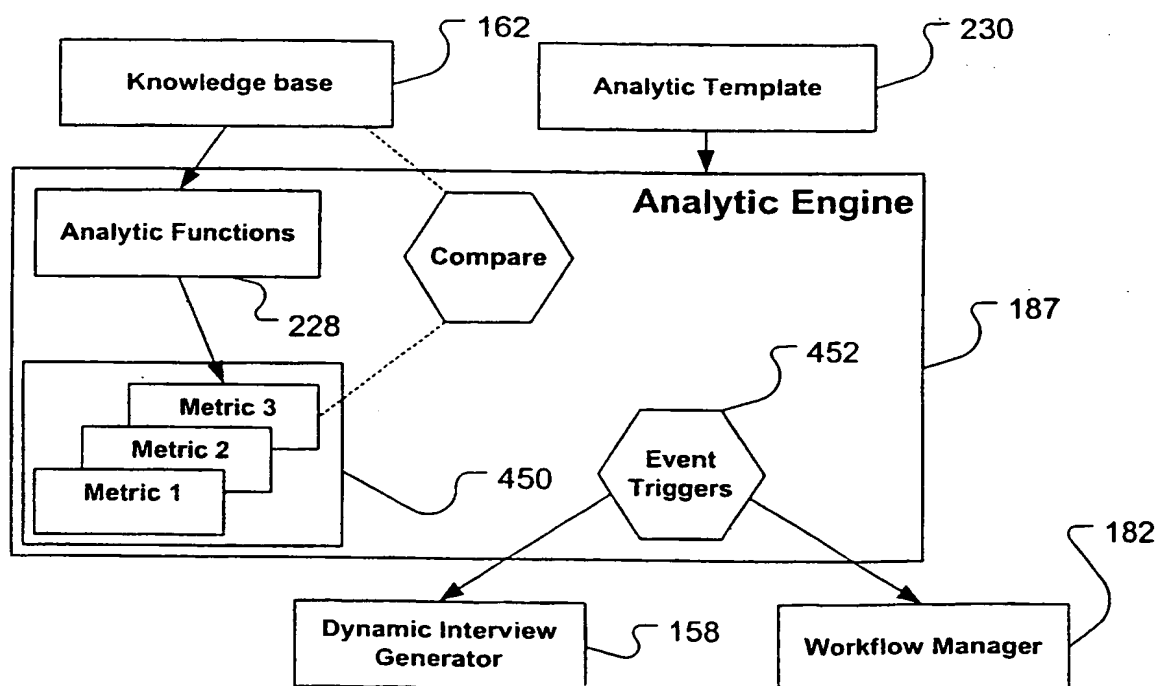 162
230
Knowledge base
Analytic Template
Analytic Engine
Analytic Functions
Compare
228
187
452
Metric 3
Metric 2
Metric 1
450
Event
Triggers
182
Dynamic Interview
Generator
158
Workflow Manager